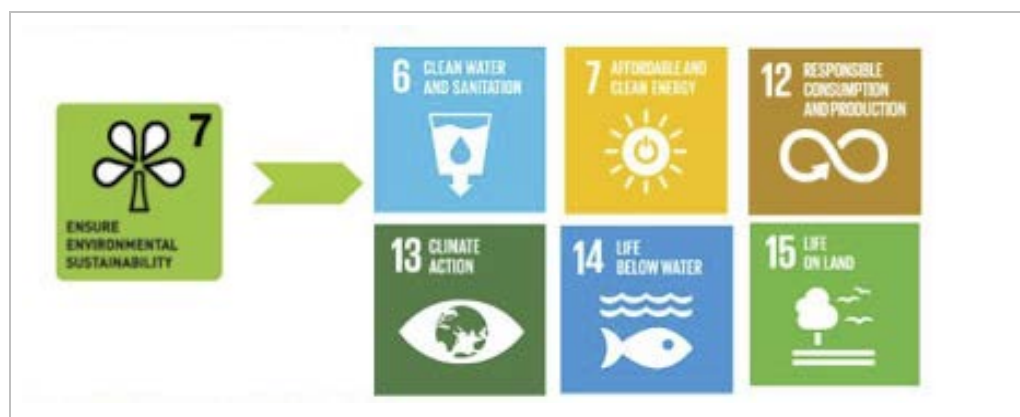 7
ENSURE
ENVIRONMENTAL
SUSTAINABILITY
6 CLEAN WATER
AND SANITATION
7 AFFORDABLE AND
CLEAN ENERGY
12 RESPONSIBLE
CONSUMPTION
AND PRODUCTION
13 CLIMATE
ACTION
14 LIFE
BELOW WATER
15 LIFE
ON LAND